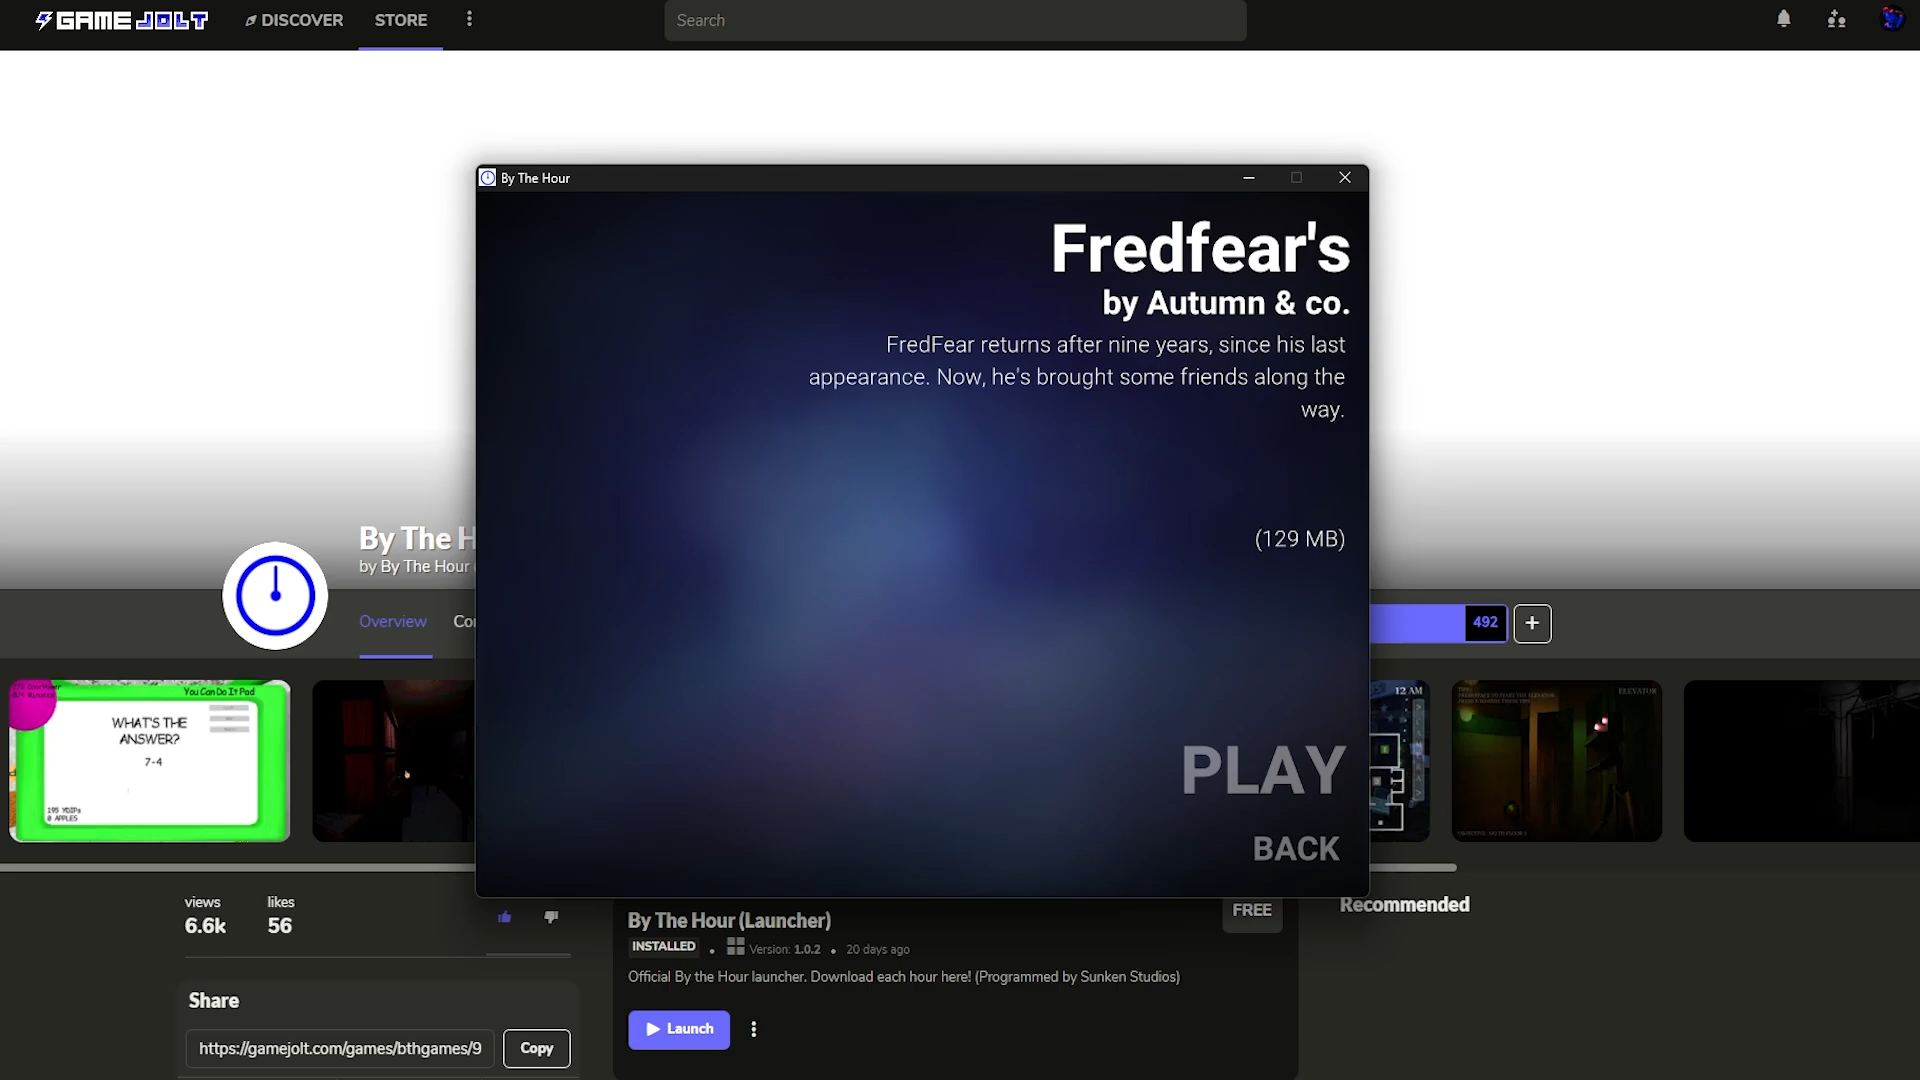 GAME JOLT
DISCOVER
STORE
Search
By The Hour
Fredfear's
by Autumn & co.
FredFear returns after nine years, since his last
appearance. Now, he's brought some friends along the
way.
(129 MB)
PLAY
BACK
By The H
by By The Hour
Overview
Co
492
You Can Do It Pad
WHAT'S THE
ANSWER?
7-4
195 YDIPs
0 APPLES
12 AM
ELEVATOR
views
6.6k
likes
56
By The Hour (Launcher)
FREE
INSTALLED
Version: 1.0.2
20 days ago
Official By the Hour launcher. Download each hour here! (Programmed by Sunken Studios)
Launch
Recommended
Share
https://gamejolt.com/games/bthgames/9
Copy